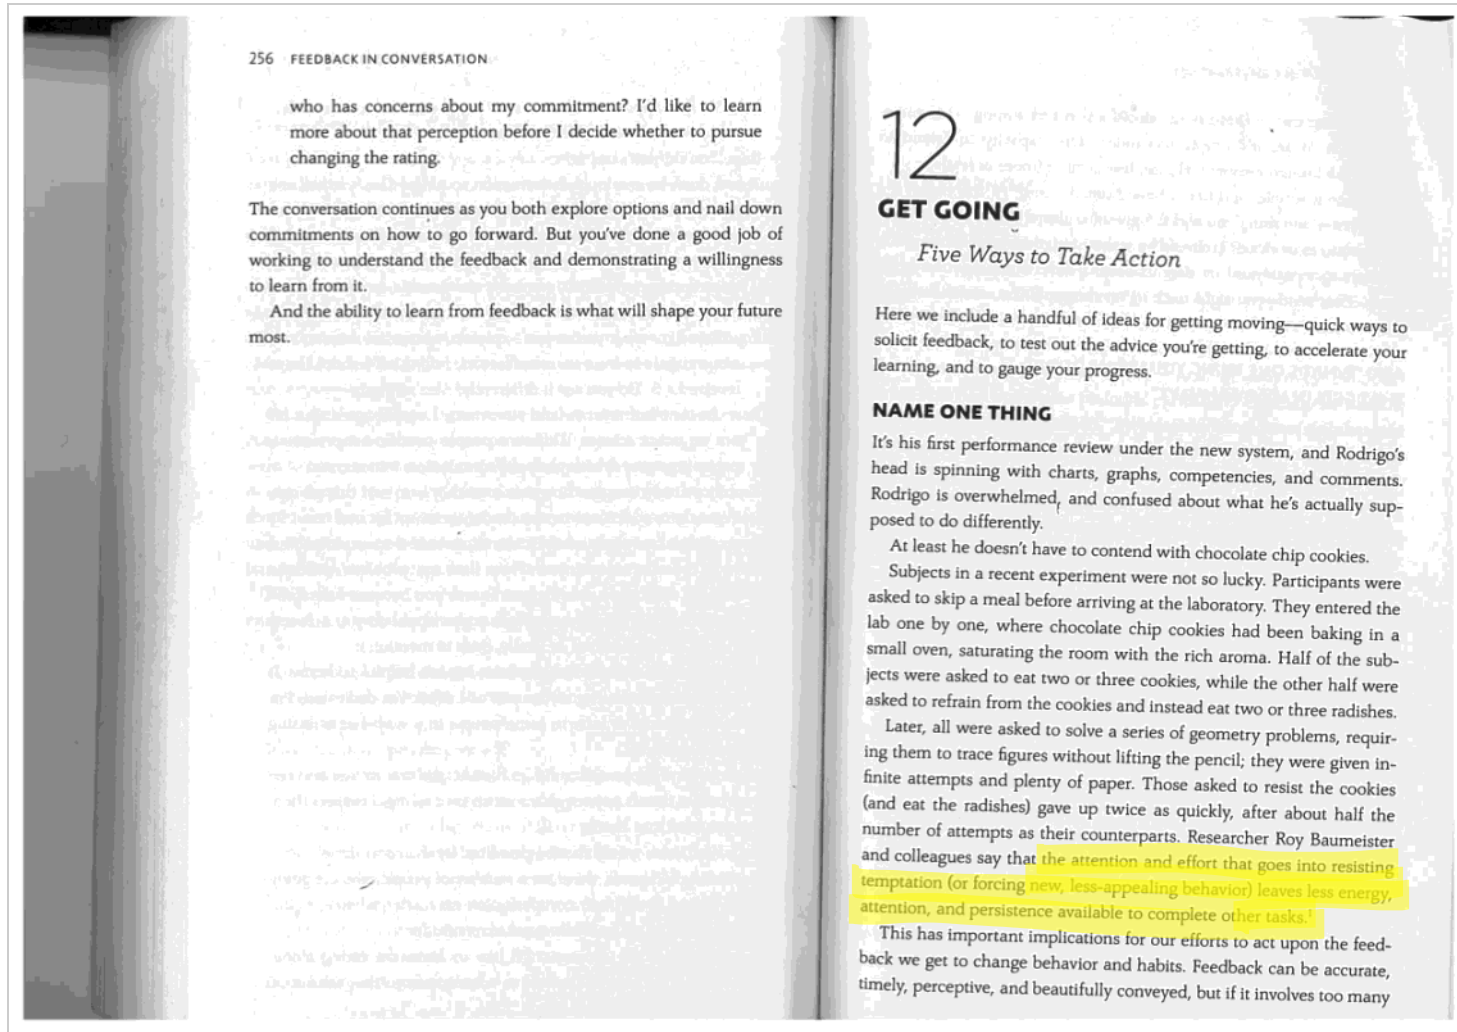 256 FEEDBACK IN CONVERSATION
who has concerns about my commitment? I'd like to learn
more about that perception before I decide whether to pursue
changing the rating.
The conversation continues as you both explore options and nail down
commitments on how to go forward. But you've done a good job of
working to understand the feedback and demonstrating a willingness
to learn from it.
And the ability to learn from feedback is what will shape your future
most.
12
GET GOING
Five Ways to Take Action
Here we include a handful of ideas for getting moving—quick ways to
solicit feedback, to test out the advice you're getting, to accelerate your
learning, and to gauge your progress.
NAME ONE THING
It's his first performance review under the new system, and Rodrigo's
head is spinning with charts, graphs, competencies, and comments.
Rodrigo is overwhelmed, and confused about what he's actually sup-
posed to do differently.
At least he doesn't have to contend with chocolate chip cookies.
Subjects in a recent experiment were not so lucky. Participants were
asked to skip a meal before arriving at the laboratory. They entered the
lab one by one, where chocolate chip cookies had been baking in a
small oven, saturating the room with the rich aroma. Half of the sub-
jects were asked to eat two or three cookies, while the other half were
asked to refrain from the cookies and instead eat two or three radishes.
Later, all were asked to solve a series of geometry problems, requir-
ing them to trace figures without lifting the pencil; they were given in-
finite attempts and plenty of paper. Those asked to resist the cookies
(and eat the radishes) gave up twice as quickly, after about half the
number of attempts as their counterparts. Researcher Roy Baumeister
and colleagues say that the attention and effort that goes into resisting
temptation (or forcing new, less-appealing behavior) leaves less energy,
attention, and persistence available to complete other tasks.¹
This has important implications for our efforts to act upon the feed-
back we get to change behavior and habits. Feedback can be accurate,
timely, perceptive, and beautifully conveyed, but if it involves too many